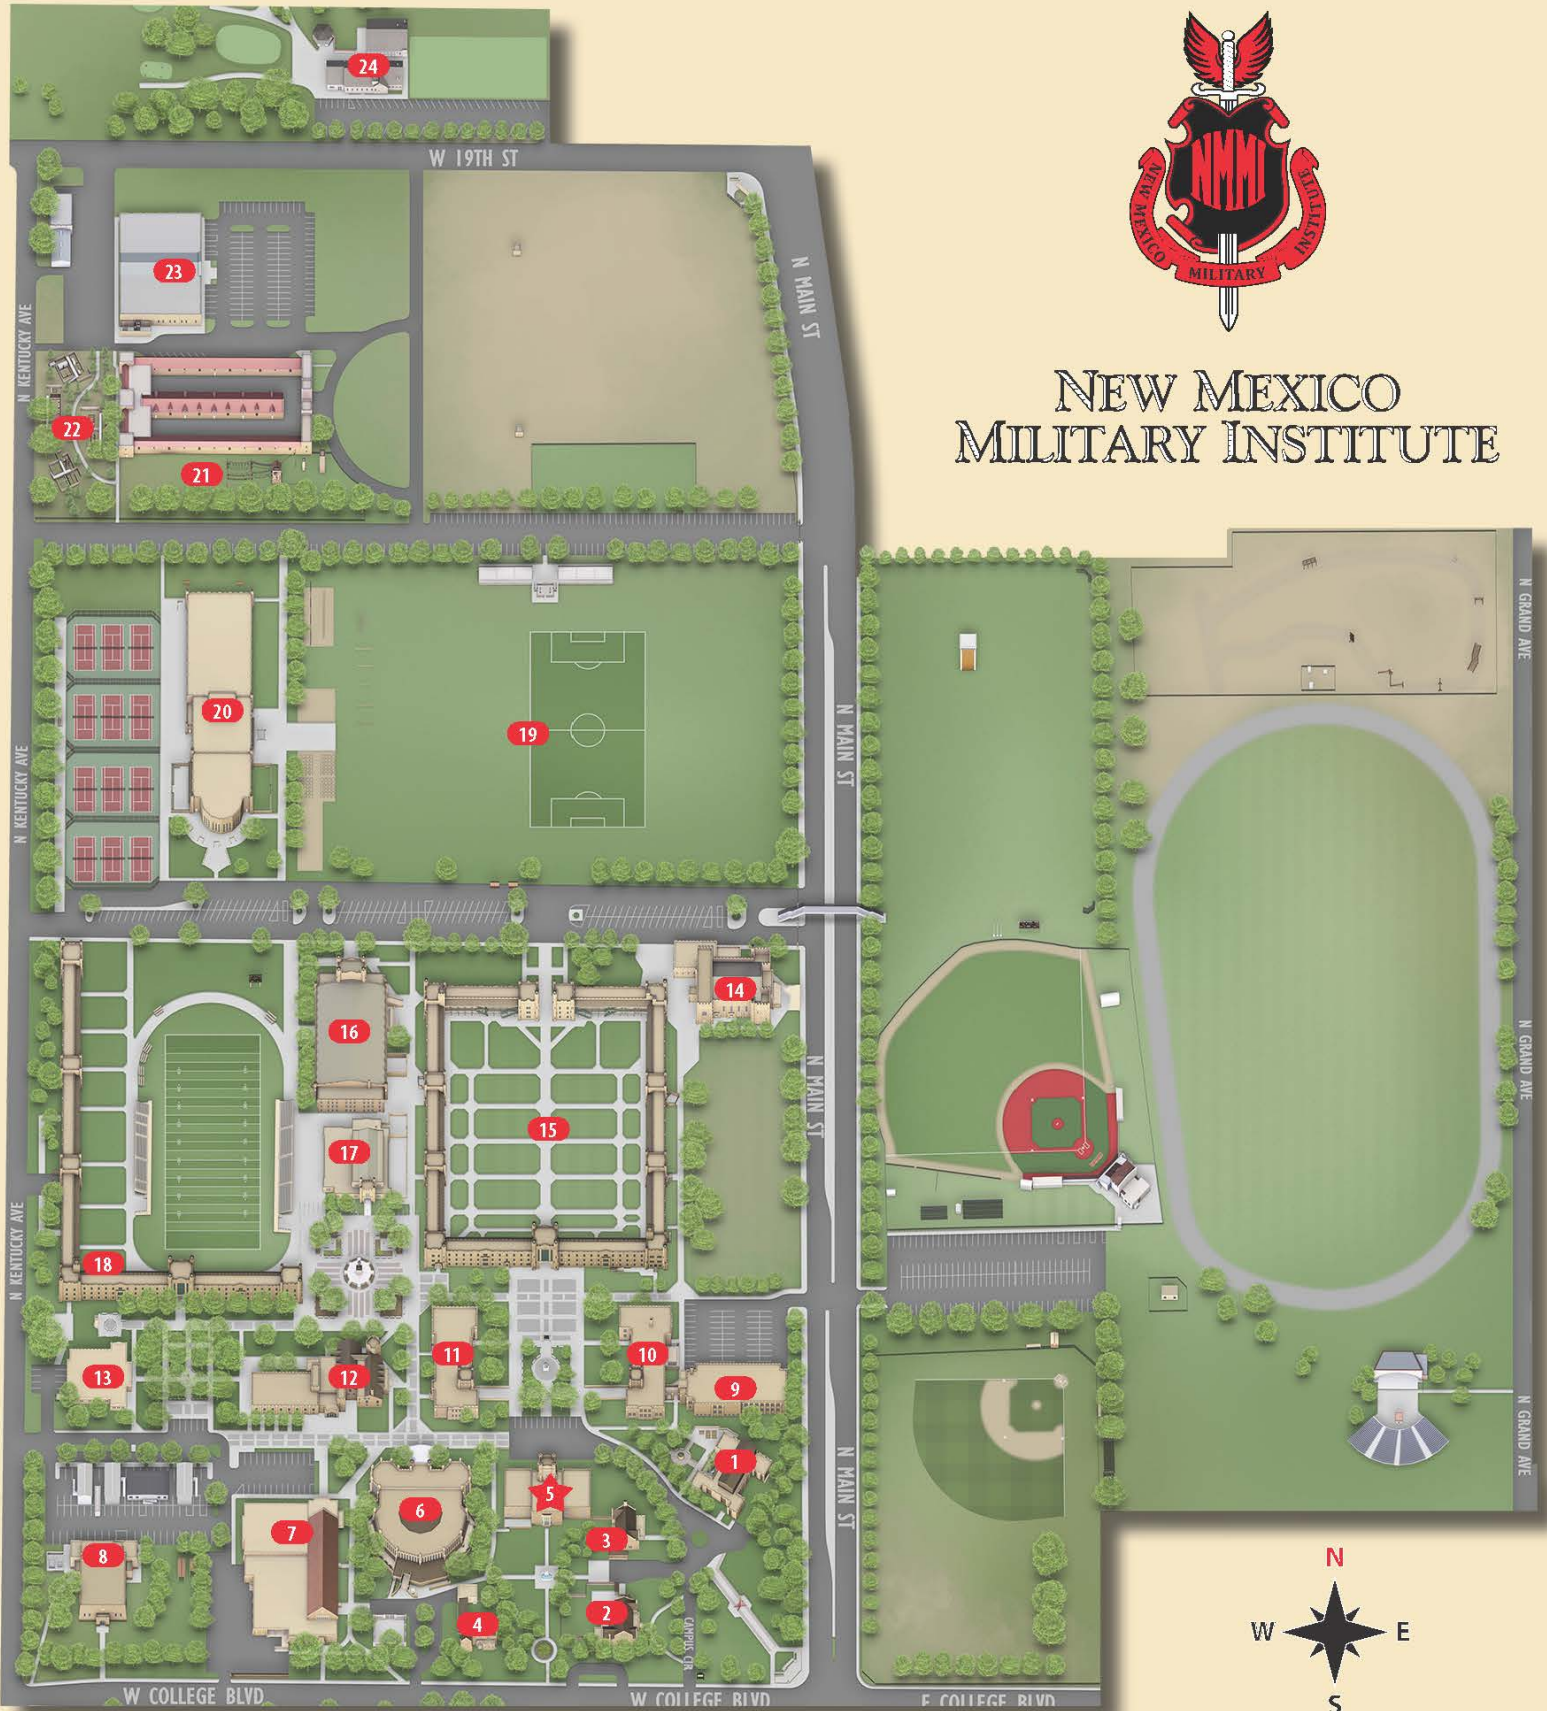 24
W 19TH ST
NMMI
NEW MEXICO
MILITARY
INSTITUTE
NEW MEXICO
MILITARY INSTITUTE
23
N MAIN ST
N KENTUCKY AVE
22
21
N GRAND AVE
20
19
N MAIN ST
N KENTUCKY AVE
14
16
15
17
N MAIN ST
N GRAND AVE
N KENTUCKY AVE
18
13
12
11
10
9
N GRAND AVE
1
5
6
7
3
8
2
4
N MAIN ST
CAMPUS CIR
N
W
E
S
W COLLEGE BLVD
W COLLEGE BLVD
E COLLEGE BLVD